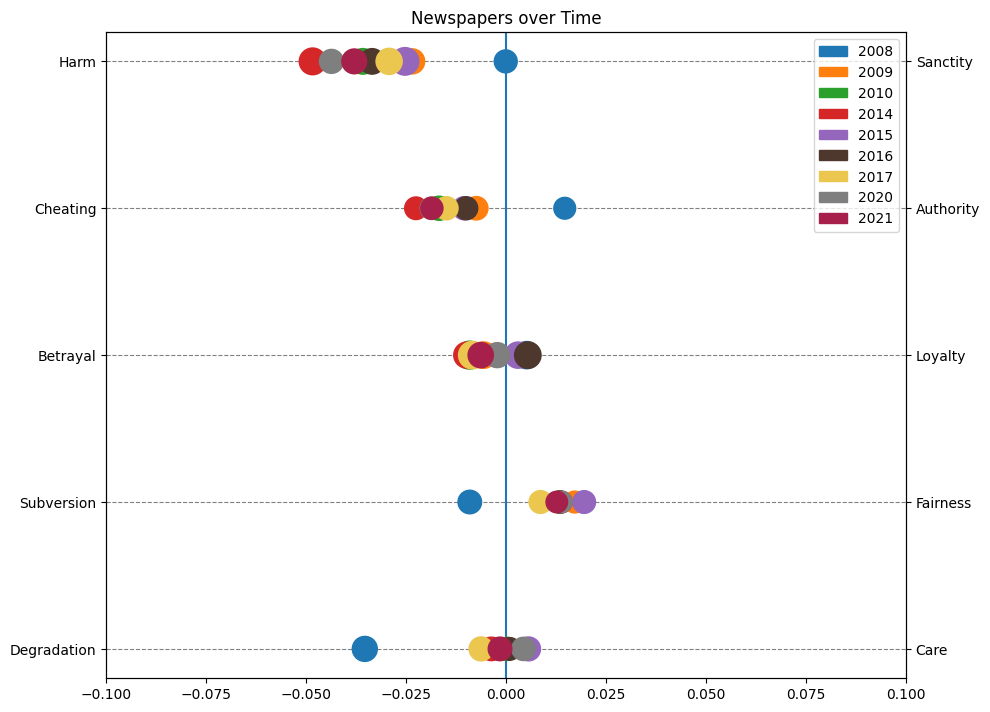 Newspapers over Time
Harm
Sanctity
Cheating
Authority
Betrayal
Loyalty
Subversion
Fairness
Degradation
Care
2008
2009
2010
2014
2015
2016
2017
2020
2021
−0.100
−0.075
−0.050
−0.025
0.000
0.025
0.050
0.075
0.100